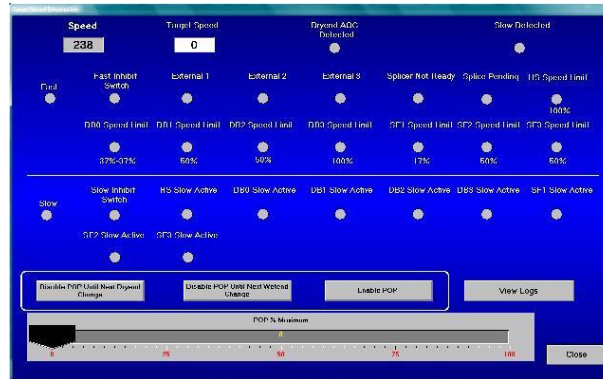 Target Speed Information
Speed
Target Speed
Dryend ADC Detected
Slow Detected
238
0
Fast
Fast Inhibit Switch
External 1
External 2
External 3
Splicer Not Ready
Splice Pending
HS Speed Limit
100%
DB0 Speed Limit
DB1 Speed Limit
DB2 Speed Limit
DB3 Speed Limit
SF1 Speed Limit
SF2 Speed Limit
SF3 Speed Limit
37%-37%
50%
50%
100%
17%
50%
50%
Slow
Slow Inhibit Switch
HS Slow Active
DB0 Slow Active
DB1 Slow Active
DB2 Slow Active
DB3 Slow Active
SF1 Slow Active
SF2 Slow Active
SF3 Slow Active
Disable POP Until Next Dryend Change
Disable POP Until Next Wetend Change
Enable POP
View Logs
POP % Maximum
0
0
25
50
75
100
Close